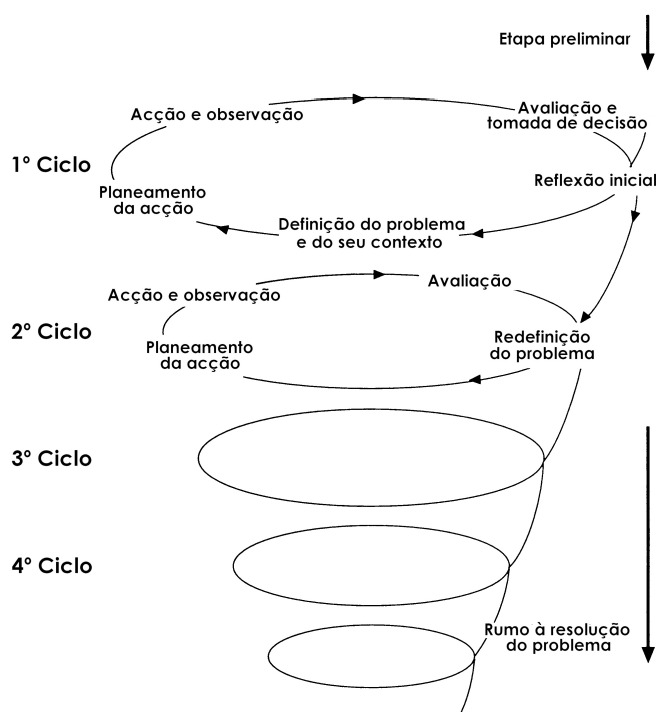 Etapa preliminar
Acção e observação
Avaliação e
tomada de decisão
1º Ciclo
Reflexão inicial
Planeamento
da acção
Definição do problema
e do seu contexto
Acção e observação
Avaliação
2º Ciclo
Redefinição
do problema
Planeamento
da acção
3º Ciclo
4º Ciclo
Rumo à resolução
do problema